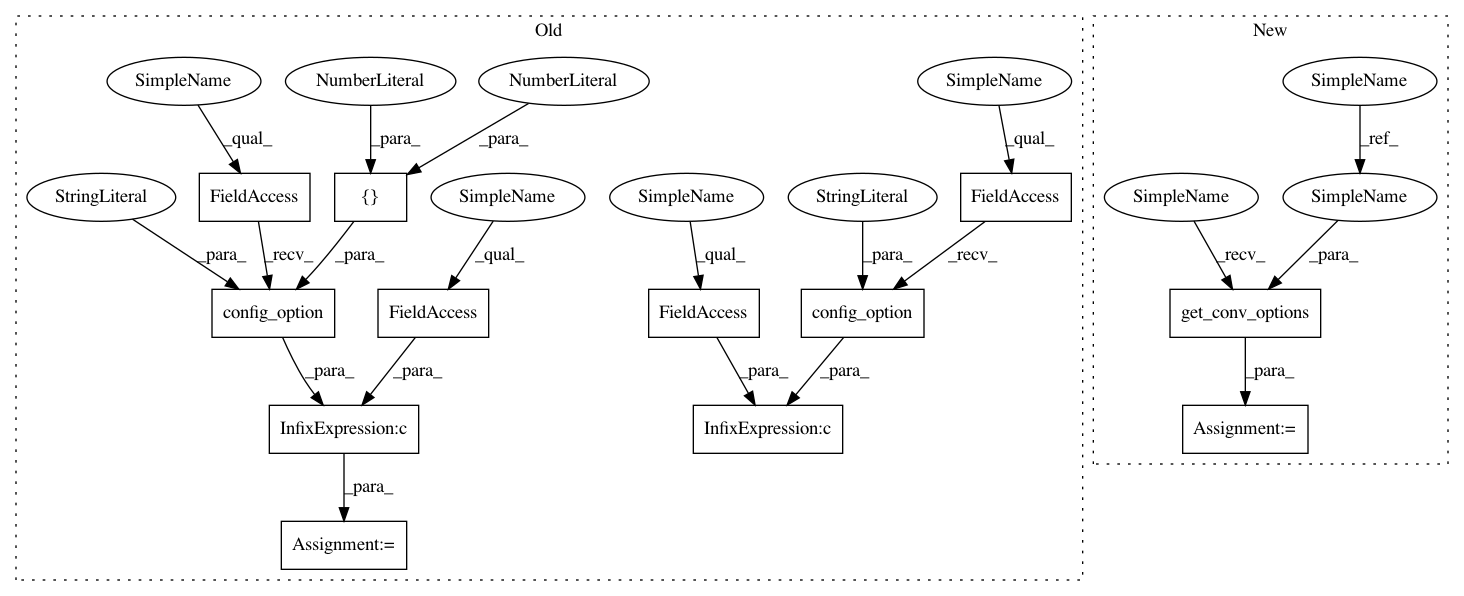 Old
New
SimpleName
NumberLiteral
NumberLiteral
SimpleName
SimpleName
_qual_
_para_
_para_
_qual_
_ref_
StringLiteral
FieldAccess
{}
SimpleName
SimpleName
StringLiteral
FieldAccess
SimpleName
SimpleName
_para_
_recv_
_para_
_qual_
_qual_
_para_
_recv_
_recv_
_para_
config_option
FieldAccess
FieldAccess
config_option
get_conv_options
_para_
_para_
_para_
_para_
_para_
InfixExpression:c
InfixExpression:c
Assignment:=
_para_
Assignment:=